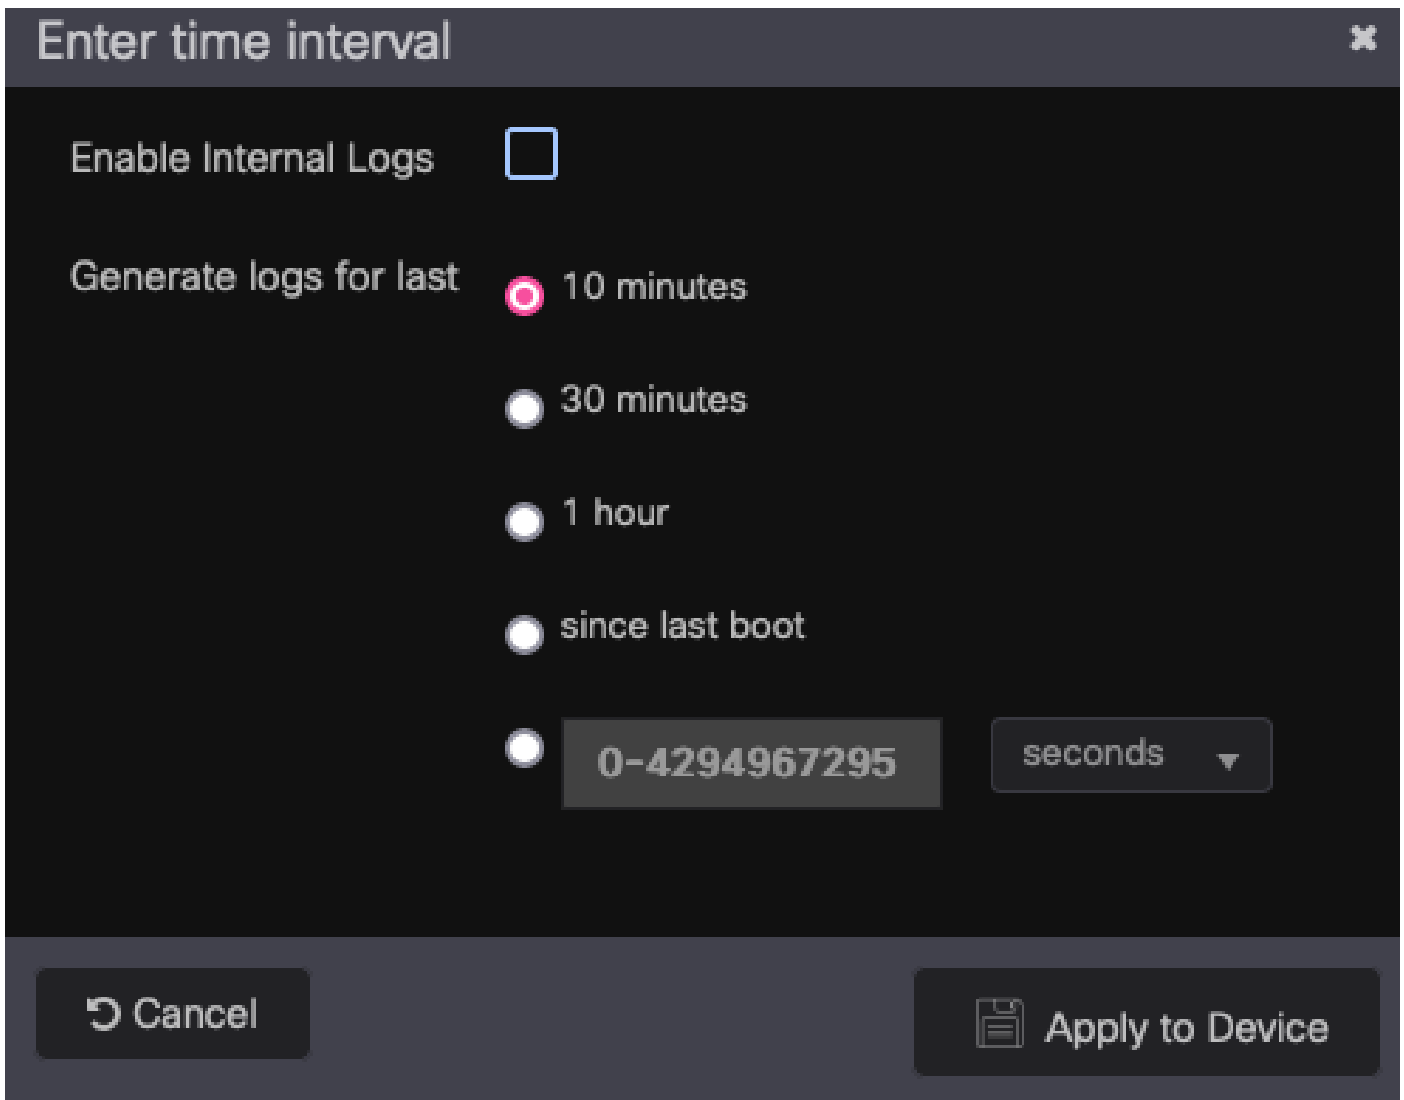 Enter time interval
Enable Internal Logs
Generate logs for last
10 minutes
30 minutes
1 hour
since last boot
0-4294967295 seconds
Cancel
Apply to Device